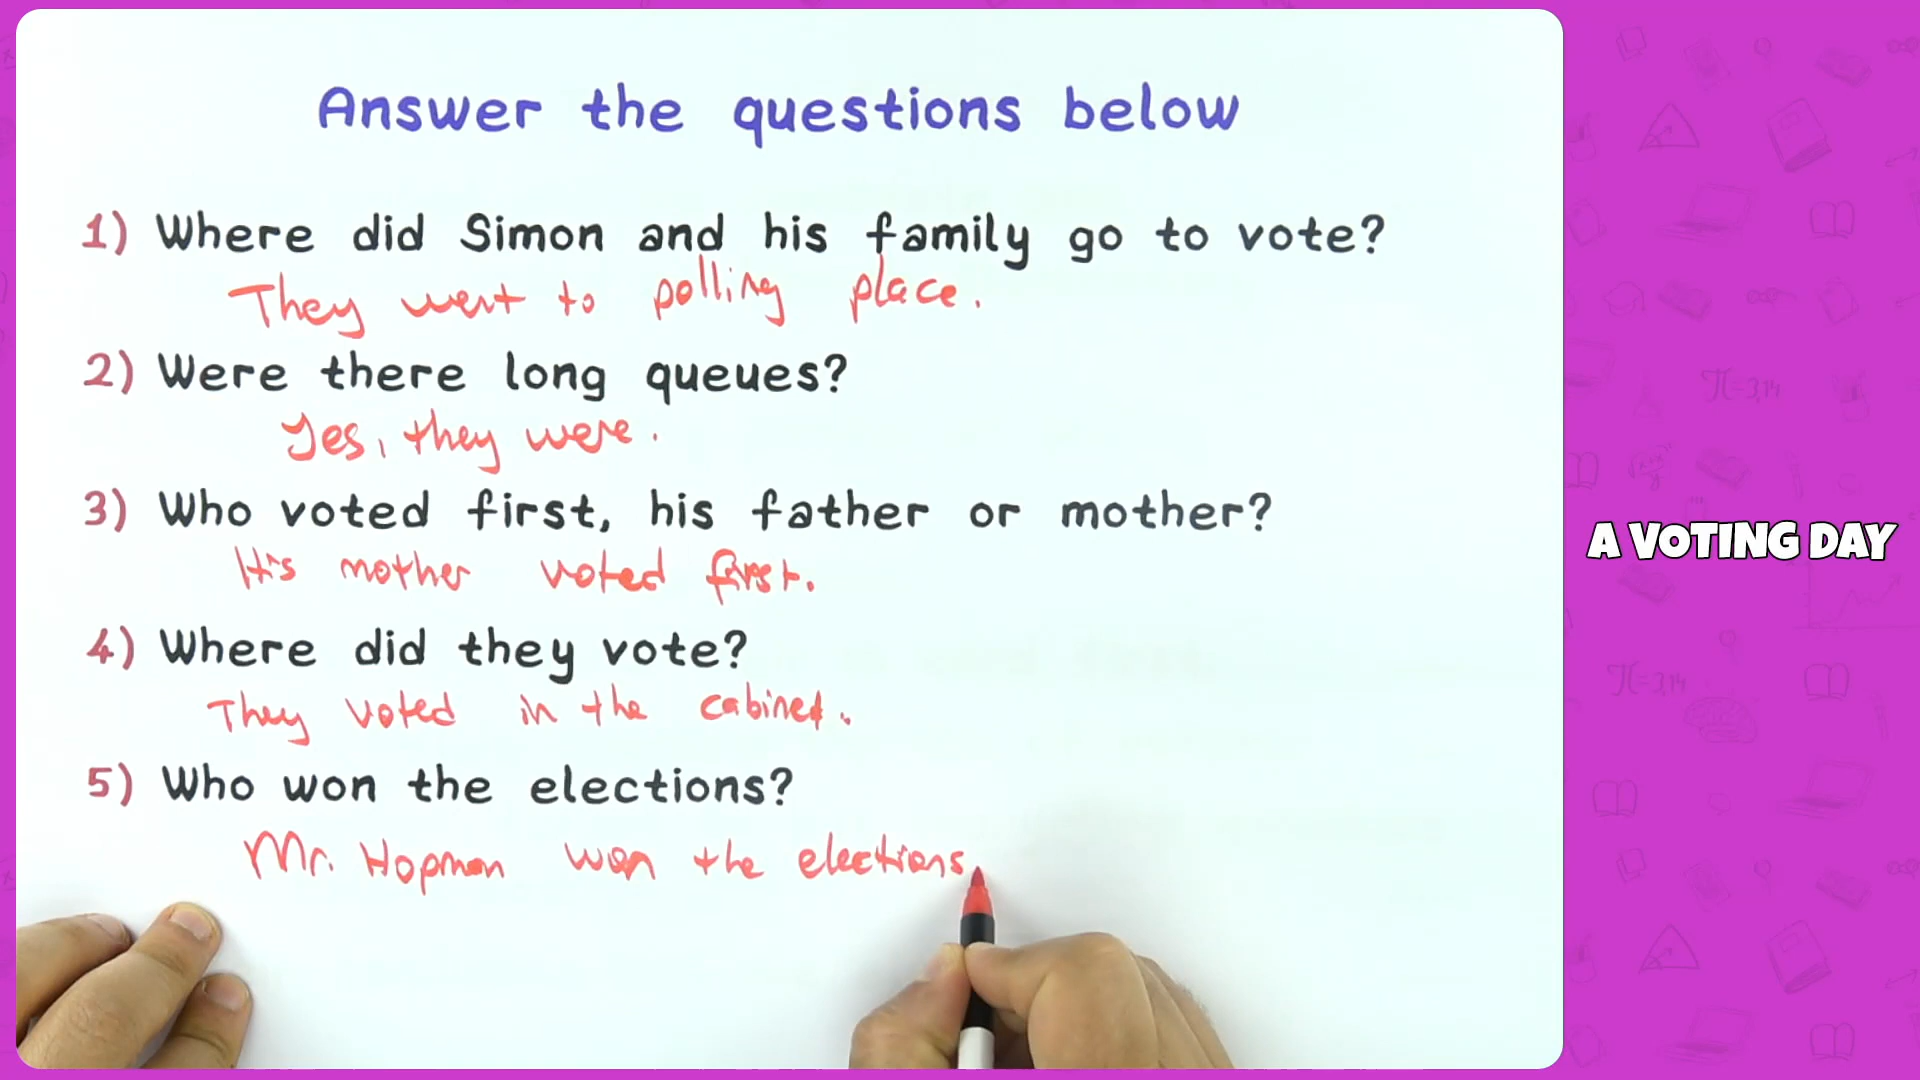 Answer the questions below
1) Where did Simon and his family go to vote?
They went to polling place.
2) Were there long queues?
Yes, they were.
3) Who voted first, his father or mother?
His mother voted first.
4) Where did they vote?
They voted in the cabinet.
5) Who won the elections?
Mr. Hopman won the elections.
A VOTING DAY